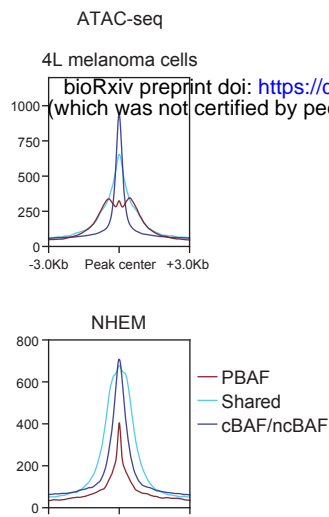 ATAC-seq
4L melanoma cells
bioRxiv preprint doi: https://d
(which was not certified by pee
1000
750
500
250
0
-3.0Kb Peak center +3.0Kb
NHEM
800
600
400
200
0
PBAF
Shared
cBAF/ncBAF